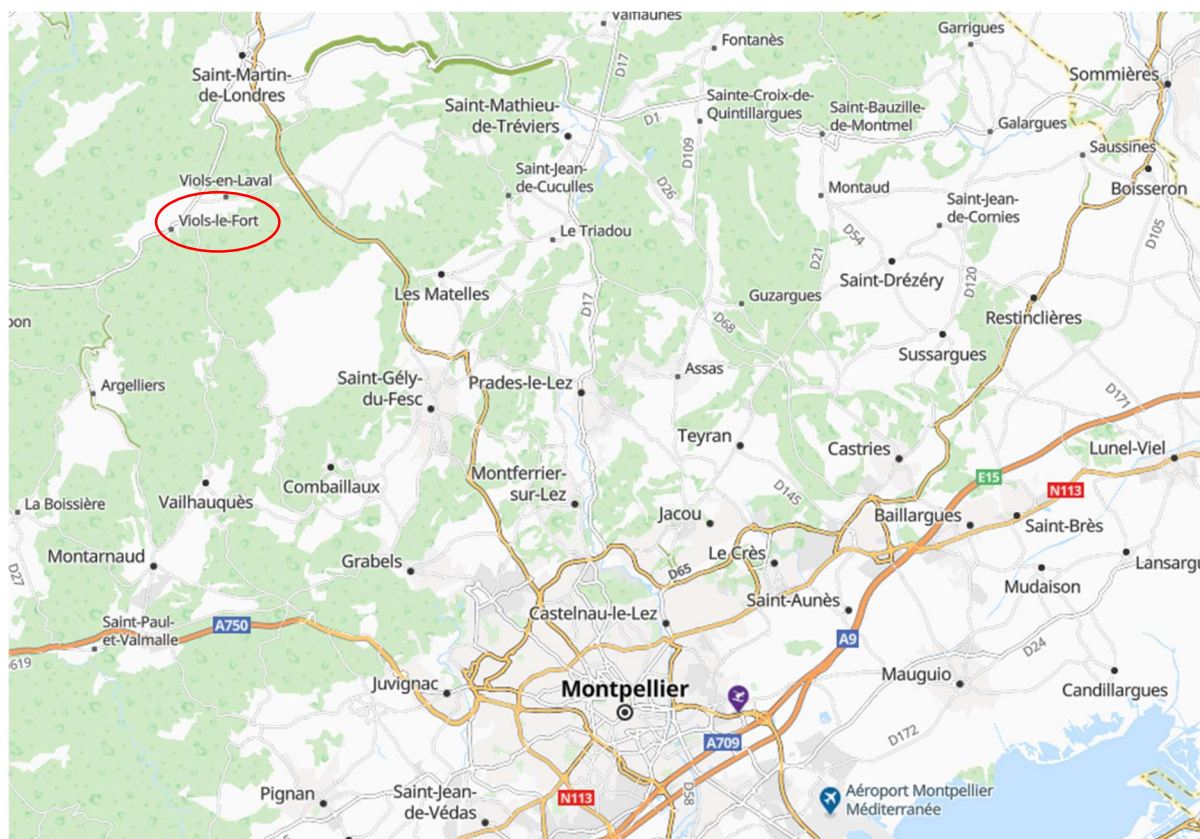 Valflaunès
Garrigues
Fontanès
Saint-Martin-
de-Londres
D17
Sommières
Saint-Mathieu-
de-Tréviers
Sainte-Croix-de-
Quintillargues
Saint-Bauzille-
de-Montmel
D1
Galargues
D109
Saussines
Saint-Jean-
de-Cuculles
Viols-en-Laval
D26
Montaud
Boisseron
Viols-le-Fort
Saint-Jean-
de-Cornies
Le Triadou
D54
D105
D21
Saint-Drézéry
D120
Les Matelles
Guzargues
D17
Restinclières
D68
pon
Sussargues
Argelliers
Saint-Gély-
du-Fesc
Prades-le-Lez
Assas
D171
Teyran
Castries
Lunel-Viel
Montferrier-
sur-Lez
Combaillaux
E15
N113
D145
La Boissière
Vailhauquès
Jacou
Baillargues
Saint-Brès
Montarnaud
Grabels
Le Crès
D65
Lansargu
D27
Mudaison
Saint-Aunès
Castelnau-le-Lez
Saint-Paul-
et-Valmalle
A750
A9
D24
D619
Juvignac
Montpellier
Mauguio
Candillargues
A709
D172
Pignan
Saint-Jean-
de-Védas
N113
D58
Aéroport Montpellier
Méditerranée